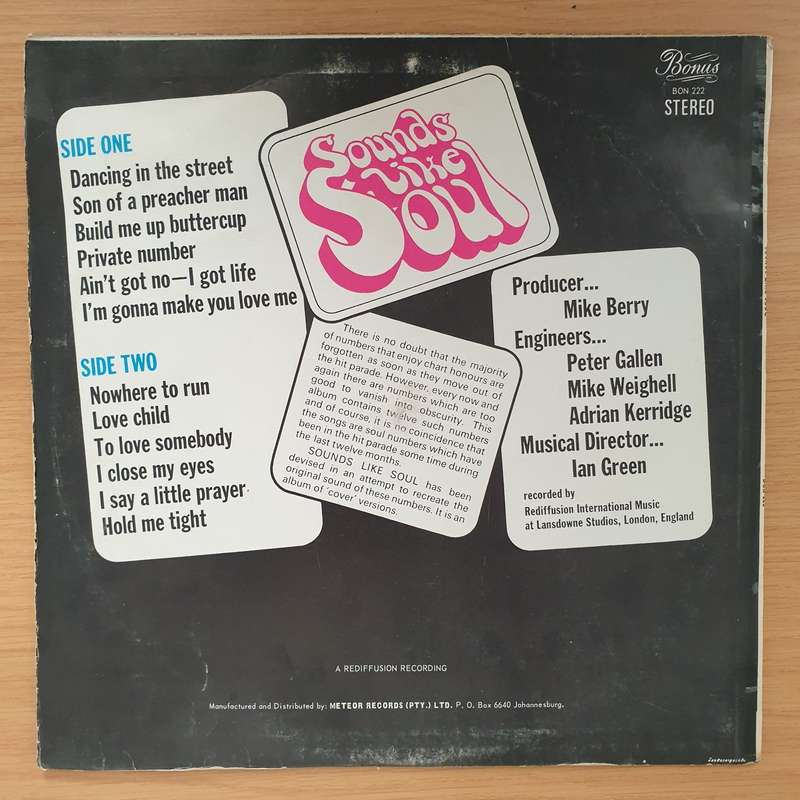 Bonus
BON 222
STEREO
Sounds
Like
Soul
SIDE ONE
Dancing in the street
Son of a preacher man
Build me up buttercup
Private number
Ain't got no—I got life
I'm gonna make you love me
SIDE TWO
Nowhere to run
Love child
To love somebody
I close my eyes
I say a little prayer
Hold me tight
There is no doubt that the majority
of numbers that enjoy chart honours are
forgotten as soon as they move out of
the hit parade. However, every now and
again there are numbers which are too
good to vanish into obscurity. This
album contains twelve such numbers
and of course, it is no coincidence that
the songs are soul numbers which have
been in the hit parade some time during
the last twelve months.
SOUNDS LIKE SOUL has been
devised in an attempt to recreate the
original sound of these numbers. It is an
album of 'cover' versions.
Producer...
Mike Berry
Engineers...
Peter Gallen
Mike Weighell
Adrian Kerridge
Musical Director...
Ian Green
recorded by
Rediffusion International Music
at Lansdowne Studios, London, England
A REDIFFUSION RECORDING
Manufactured and Distributed by: METEOR RECORDS (PTY.) LTD. P. O. Box 6640 Johannesburg.